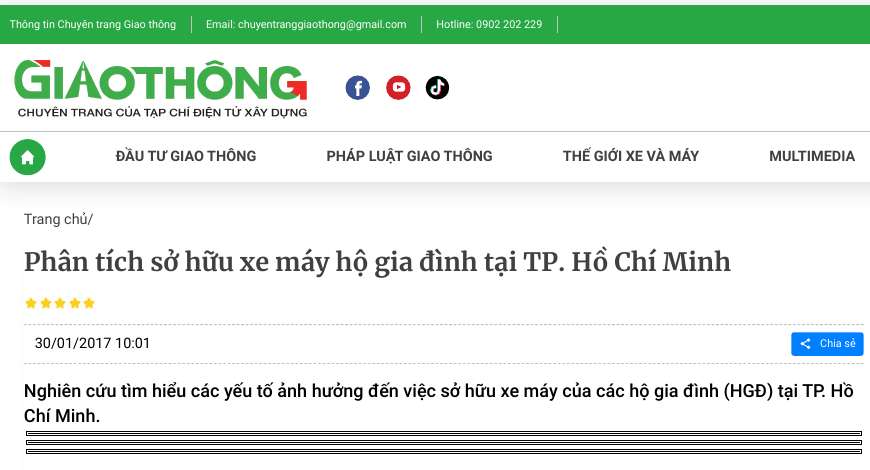 Thông tin Chuyên trang Giao thông
Email: chuyentranggiaothong@gmail.com
Hotline: 0902 202 229
GIAOTHÔNG
CHUYÊN TRANG CỦA TẠP CHÍ ĐIỆN TỬ XÂY DỰNG
ĐẦU TƯ GIAO THÔNG
PHÁP LUẬT GIAO THÔNG
THẾ GIỚI XE VÀ MÁY
MULTIMEDIA
Trang chủ/
Phân tích sở hữu xe máy hộ gia đình tại TP. Hồ Chí Minh
30/01/2017 10:01
Chia sẻ
Nghiên cứu tìm hiểu các yếu tố ảnh hưởng đến việc sở hữu xe máy của các hộ gia đình (HGĐ) tại TP. Hồ
Chí Minh.